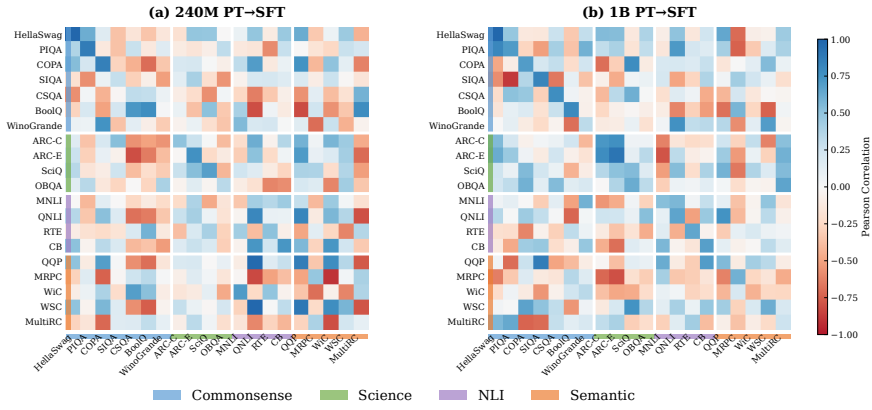 (a) 240M PT→SFT
(b) 1B PT→SFT
HellaSwag
PIQA
COPA
SIQA
CSQA
BoolQ
WinoGrande
ARC-C
ARC-E
SciQ
OBQA
MNLI
QNLI
RTE
CB
QQP
MRPC
WiC
WSC
MultiRC
HellaSwag
PIQA
COPA
SIQA
CSQA
BoolQ
WinoGrande
ARC-C
ARC-E
SciQ
OBQA
MNLI
QNLI
RTE
CB
QQP
MRPC
WiC
WSC
MultiRC
HellaSwag
PIQA
COPA
SIQA
CSQA
BoolQ
WinoGrande
ARC-C
ARC-E
SciQ
OBQA
MNLI
QNLI
RTE
CB
QQP
MRPC
WiC
WSC
MultiRC
HellaSwag
PIQA
COPA
SIQA
CSQA
BoolQ
WinoGrande
ARC-C
ARC-E
SciQ
OBQA
MNLI
QNLI
RTE
CB
QQP
MRPC
WiC
WSC
MultiRC
1.00
0.75
0.50
0.25
0.00
−0.25
−0.50
−0.75
−1.00
Pearson Correlation
Commonsense
Science
NLI
Semantic